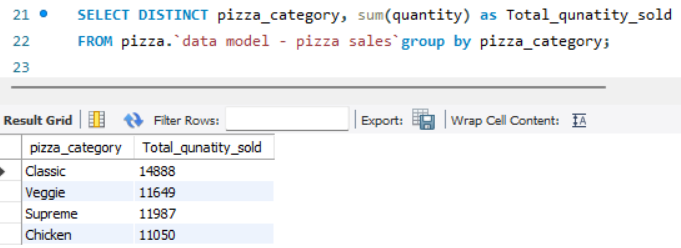 21 SELECT DISTINCT pizza_category, sum(quantity) as Total_qunatity_sold
22 FROM pizza.`data model - pizza sales`group by pizza_category;
23
Result Grid Filter Rows: Export: Wrap Cell Content: IA
pizza_category Total_qunatity_sold
Classic 14888
Veggie 11649
Supreme 11987
Chicken 11050